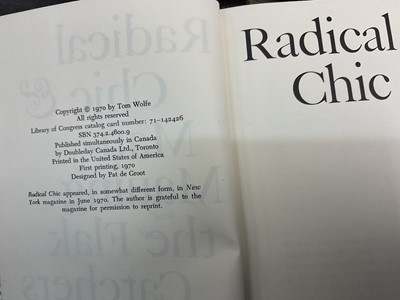 Copyright © 1970 by Tom Wolfe
All rights reserved
Library of Congress catalog card number: 71-142426
SBN 374.2.4600.9
Published simultaneously in Canada
by Doubleday Canada Ltd., Toronto
Printed in the United States of America
First printing, 1970
Designed by Pat de Groot
Radical Chic appeared, in somewhat different form, in New
York magazine in June 1970. The author is grateful to the
magazine for permission to reprint.
Radical
Chic